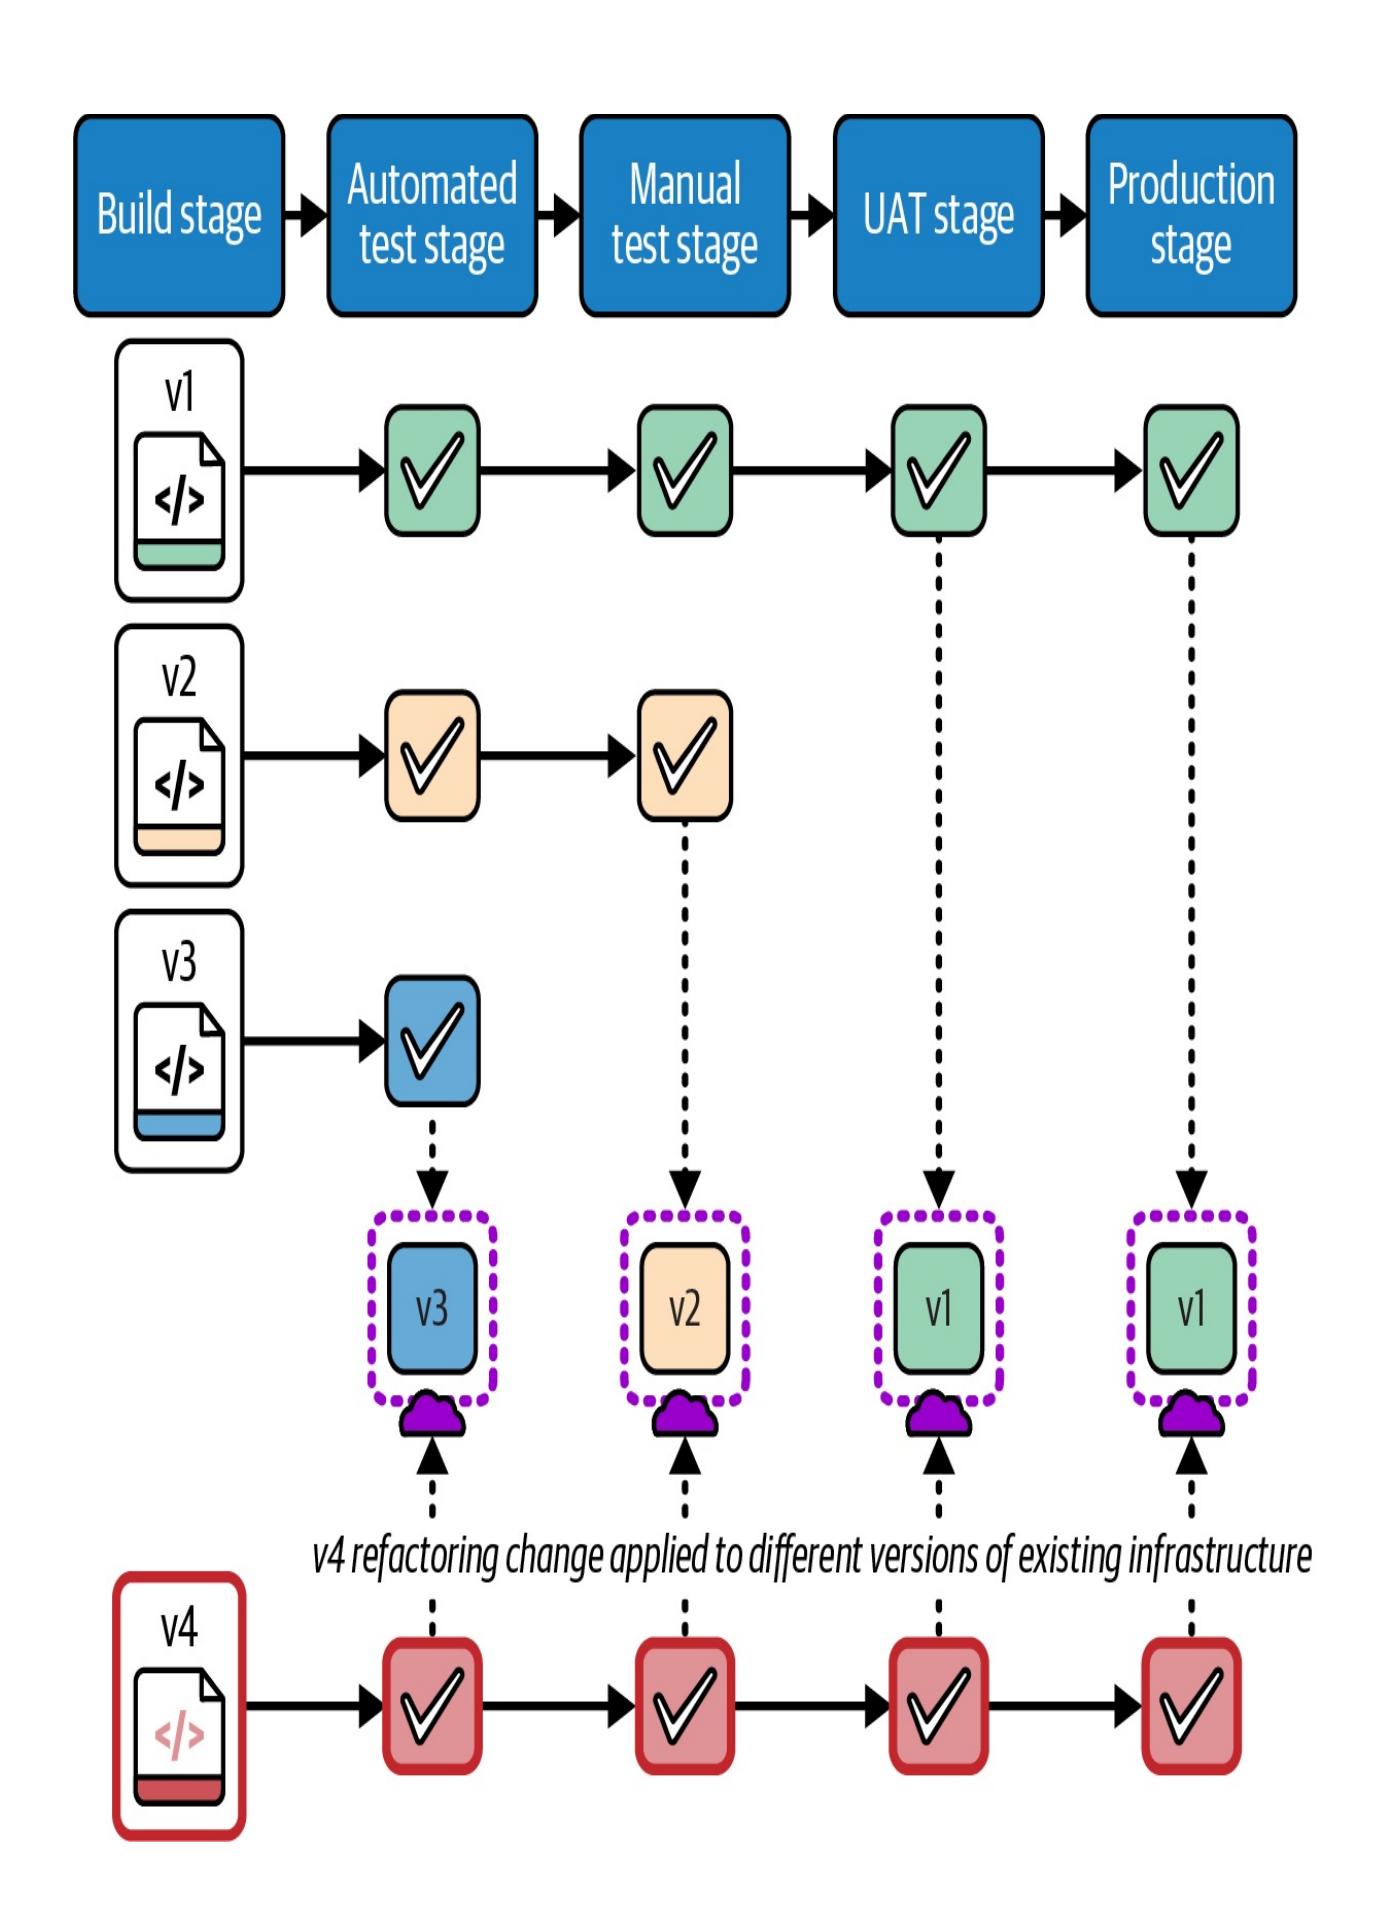 Build stage
Automated
test stage
Manual
test stage
UAT stage
Production
stage
v1
</>
v2
</>
v3
</>
v3
v2
v1
v1
v4 refactoring change applied to different versions of existing infrastructure
v4
</>